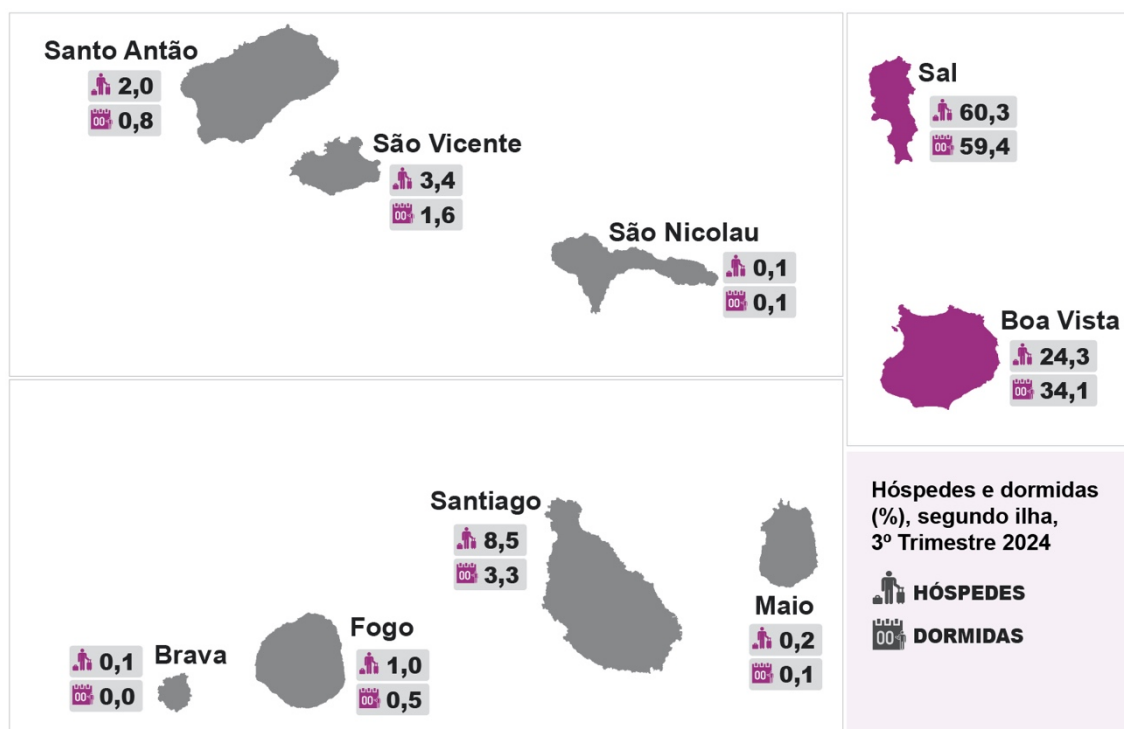 Santo Antão
2,0
0,8
São Vicente
3,4
1,6
São Nicolau
0,1
0,1
Sal
60,3
59,4
Boa Vista
24,3
34,1
Santiago
8,5
3,3
Maio
0,2
0,1
Fogo
1,0
0,5
Brava
0,1
0,0
Hóspedes e dormidas
(%), segundo ilha,
3º Trimestre 2024
HÓSPEDES
DORMIDAS